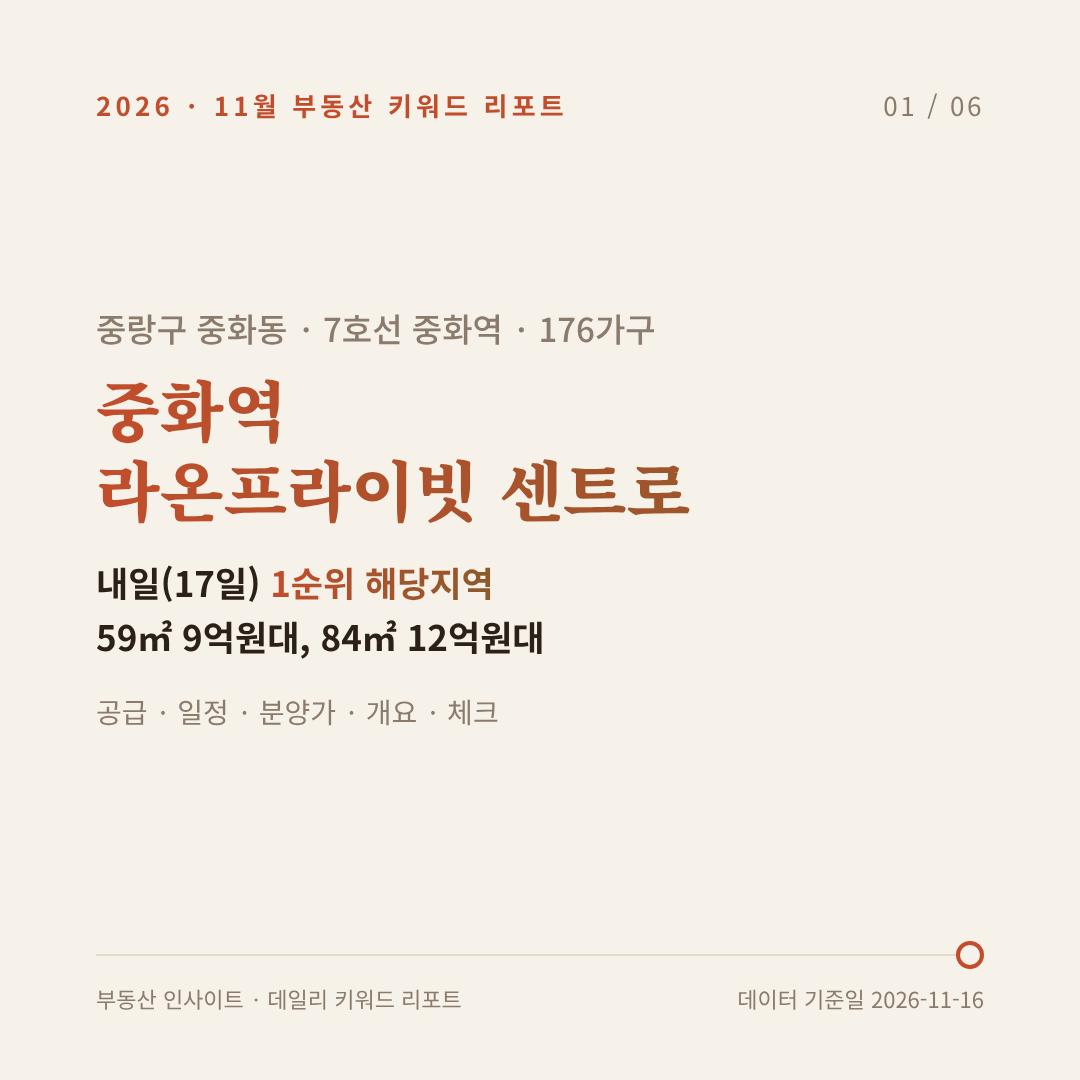 2026 · 11월 부동산 키워드 리포트
01 / 06
중랑구 중화동 · 7호선 중화역 · 176가구
중화역
라온프라이빗 센트로
내일(17일) 1순위 해당지역
59㎡ 9억원대, 84㎡ 12억원대
공급 · 일정 · 분양가 · 개요 · 체크
부동산 인사이트 · 데일리 키워드 리포트
데이터 기준일 2026-11-16